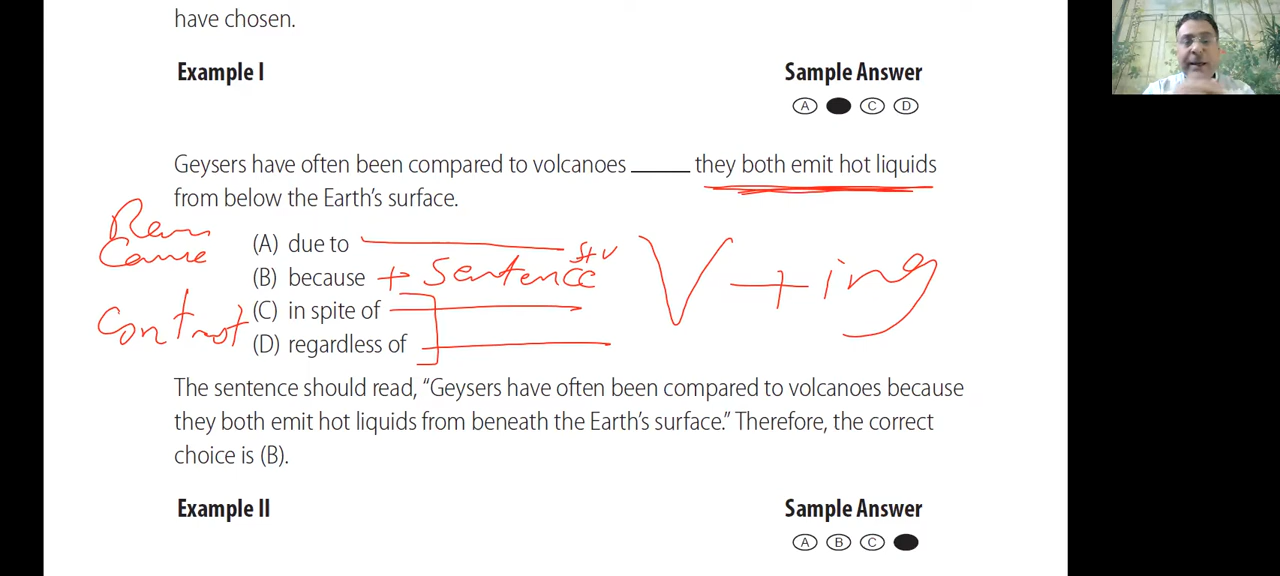 have chosen.
Example I
Sample Answer
A C D
Geysers have often been compared to volcanoes _____ they both emit hot liquids
from below the Earth's surface.
Cause
(A) due to
S+V
(B) because + Sentence
V + ing
(C) in spite of
(D) regardless of
The sentence should read, “Geysers have often been compared to volcanoes because
they both emit hot liquids from beneath the Earth's surface.” Therefore, the correct
choice is (B).
Example II
Sample Answer
A B C